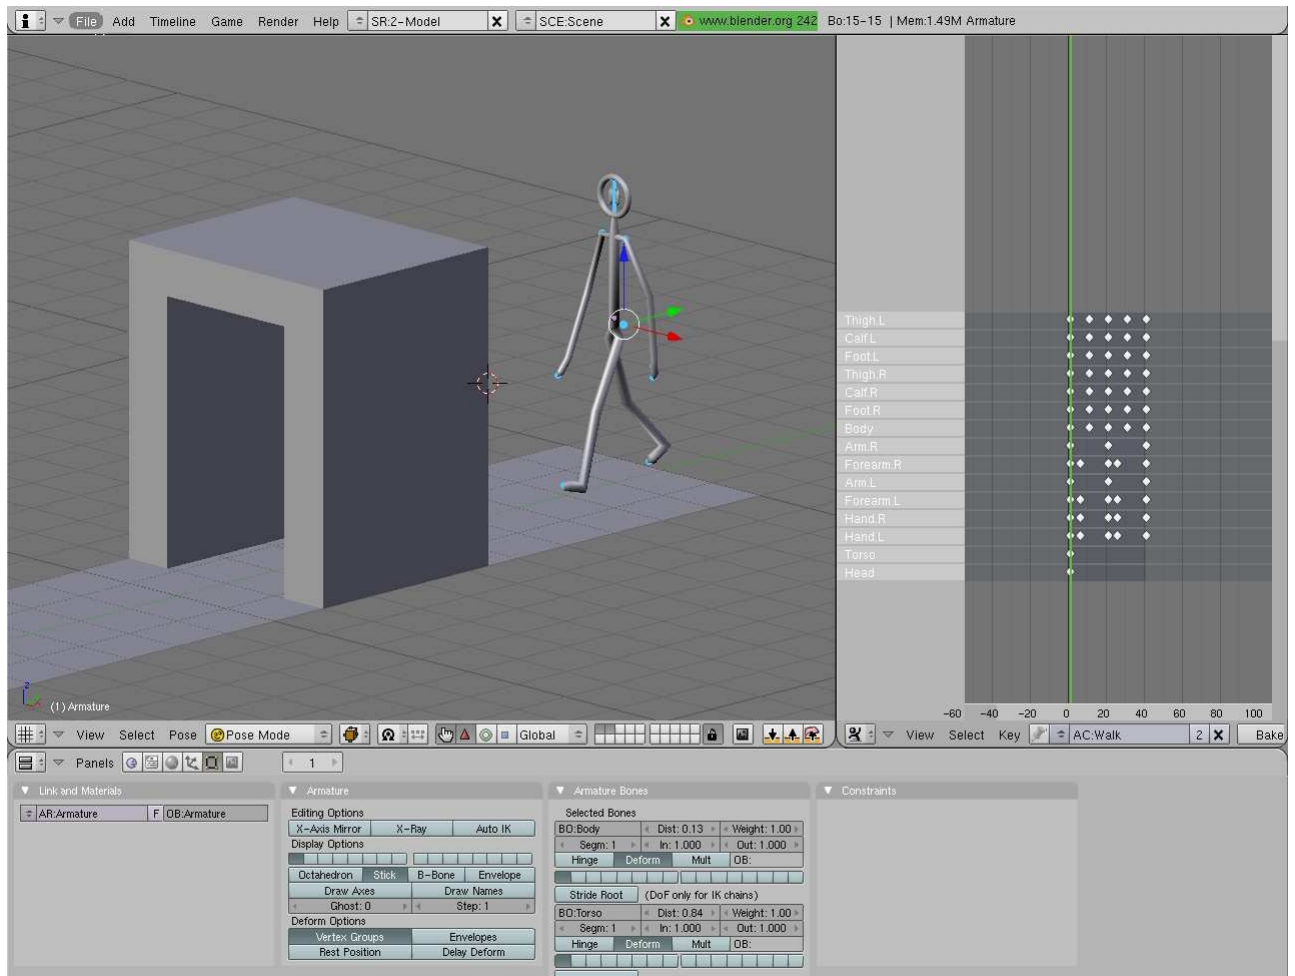 File Add Timeline Game Render Help SR:2-Model X SCE:Scene X www.blender.org 242 Bo:15-15 | Mem:1.49M Armature
Thigh.L
Calf.L
Foot.L
Thigh.R
Calf.R
Foot.R
Body
Arm.R
Forearm.R
Arm.L
Forearm.L
Hand.R
Hand.L
Torso
Head
z
(1) Armature
-60 -40 -20 0 20 40 60 80 100
View Select Pose Pose Mode Global
View Select Key AC:Walk 2 X Bake
Panels 1
Link and Materials
AR:Armature F OB:Armature
Armature
Editing Options
X-Axis Mirror X-Ray Auto IK
Display Options
Octahedron Stick B-Bone Envelope
Draw Axes Draw Names
Ghost: 0 Step: 1
Deform Options
Vertex Groups Envelopes
Rest Position Delay Deform
Armature Bones
Selected Bones
BO:Body Dist: 0.13 Weight: 1.00
Segm: 1 In: 1.000 Out: 1.000
Hinge Deform Mult OB:
Stride Root (DoF only for IK chains)
BO:Torso Dist: 0.84 Weight: 1.00
Segm: 1 In: 1.000 Out: 1.000
Hinge Deform Mult OB:
Constraints